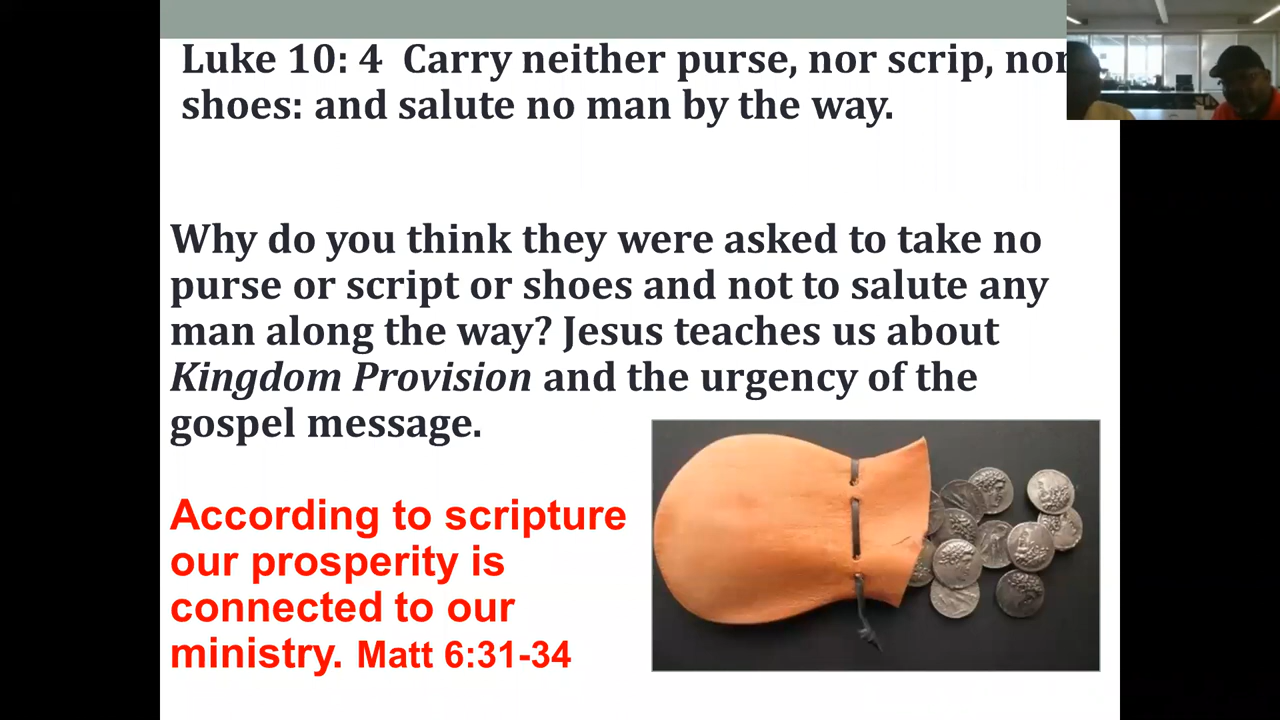 Luke 10: 4  Carry neither purse, nor scrip, nor
shoes: and salute no man by the way.
Why do you think they were asked to take no
purse or script or shoes and not to salute any
man along the way? Jesus teaches us about
Kingdom Provision and the urgency of the
gospel message.
According to scripture
our prosperity is
connected to our
ministry. Matt 6:31-34